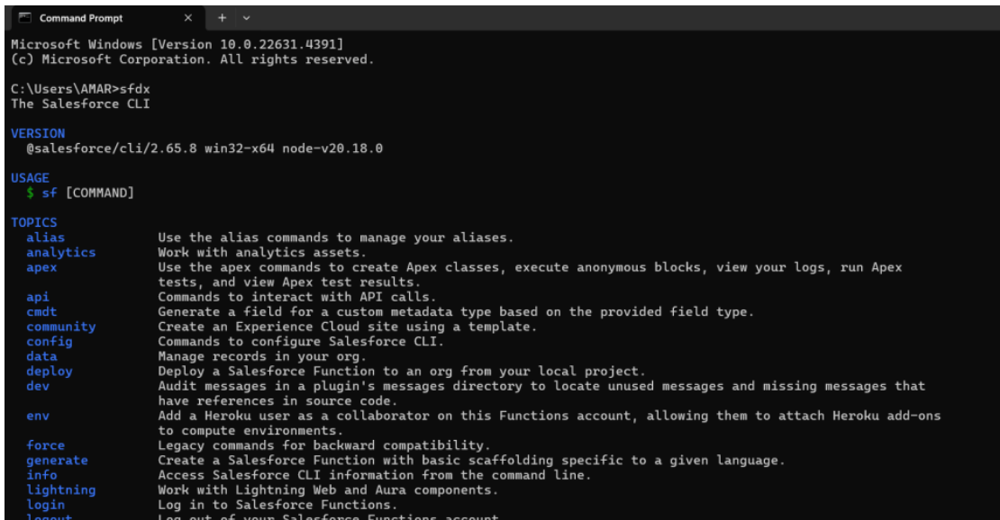 Command Prompt
Microsoft Windows [Version 10.0.22631.4391]
(c) Microsoft Corporation. All rights reserved.
C:\Users\AMAR>sfdx
The Salesforce CLI
VERSION
@salesforce/cli/2.65.8 win32-x64 node-v20.18.0
USAGE
$ sf [COMMAND]
TOPICS
alias Use the alias commands to manage your aliases.
analytics Work with analytics assets.
apex Use the apex commands to create Apex classes, execute anonymous blocks, view your logs, run Apex
tests, and view Apex test results.
api Commands to interact with API calls.
cmdt Generate a field for a custom metadata type based on the provided field type.
community Create an Experience Cloud site using a template.
config Commands to configure Salesforce CLI.
data Manage records in your org.
deploy Deploy a Salesforce Function to an org from your local project.
dev Audit messages in a plugin's messages directory to locate unused messages and missing messages that
have references in source code.
env Add a Heroku user as a collaborator on this Functions account, allowing them to attach Heroku add-ons
to compute environments.
force Legacy commands for backward compatibility.
generate Create a Salesforce Function with basic scaffolding specific to a given language.
info Access Salesforce CLI information from the command line.
lightning Work with Lightning Web and Aura components.
login Log in to Salesforce Functions.
logout Log out of your Salesforce Functions account